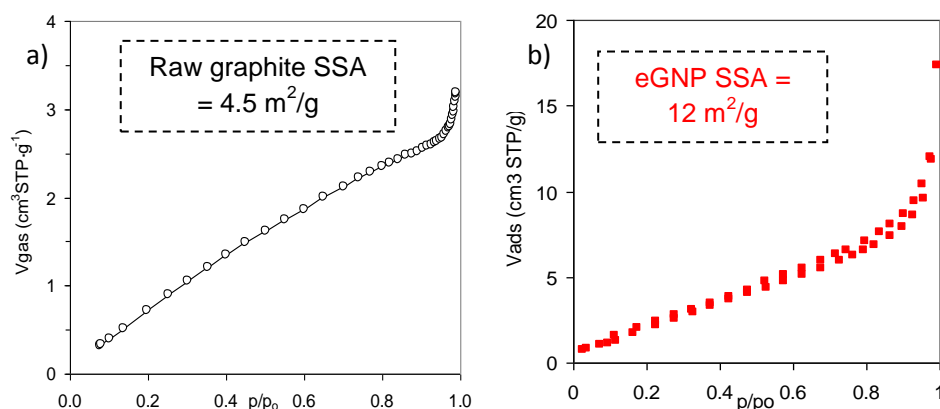 a)
Raw graphite SSA
= 4.5 m²/g
Vgas (cm³STP·g⁻¹)
4
3
2
1
0
0.0 0.2 0.4 0.6 0.8 1.0
p/p₀
b)
eGNP SSA =
12 m²/g
Vads (cm3 STP/g)
20
15
10
5
0
0 0.2 0.4 0.6 0.8 1
p/po